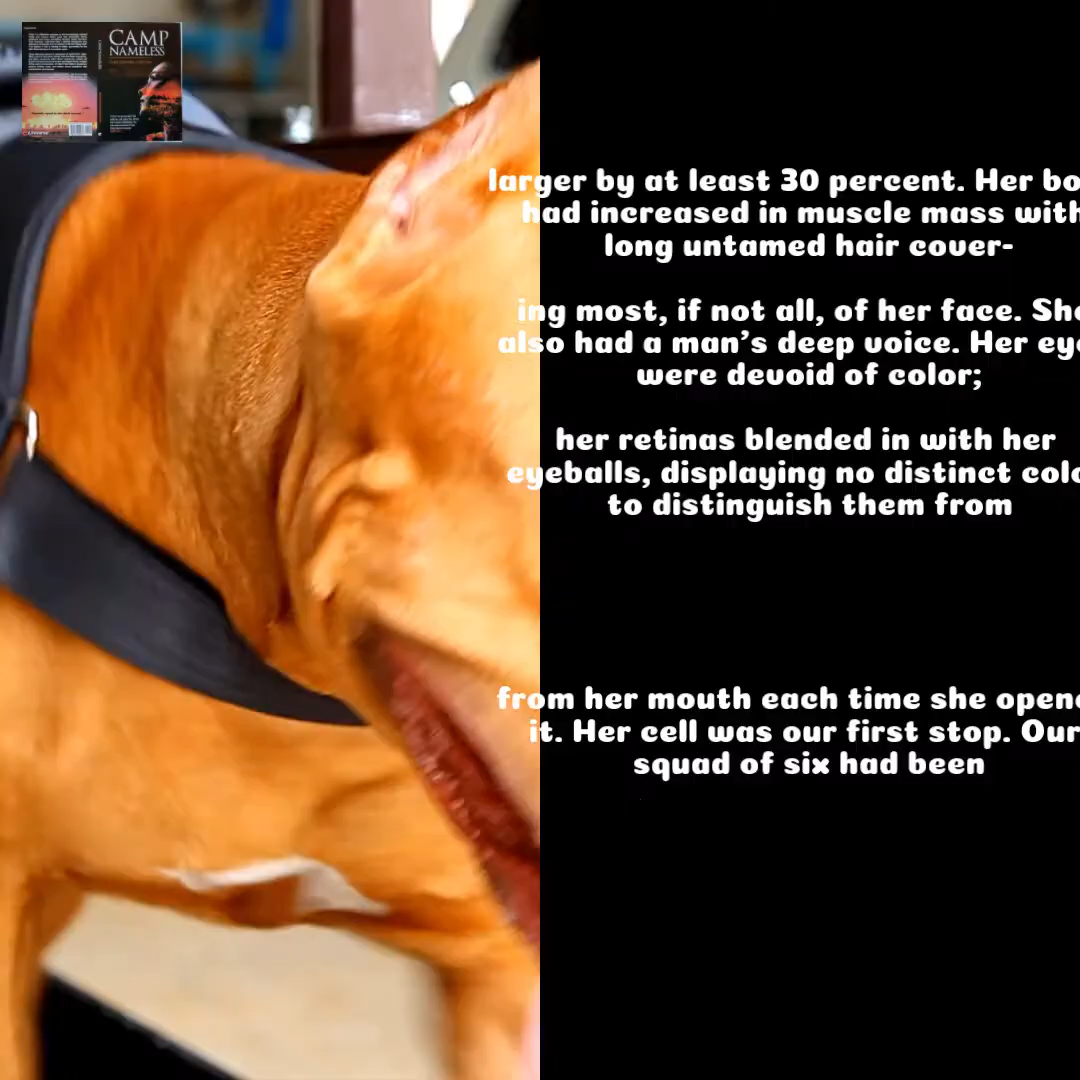 CAMP
NAMELESS
larger by at least 30 percent. Her bo
had increased in muscle mass with
long untamed hair cover-
ing most, if not all, of her face. She
also had a man's deep voice. Her eye
were devoid of color;
her retinas blended in with her
eyeballs, displaying no distinct colo
to distinguish them from
from her mouth each time she opene
it. Her cell was our first stop. Our
squad of six had been